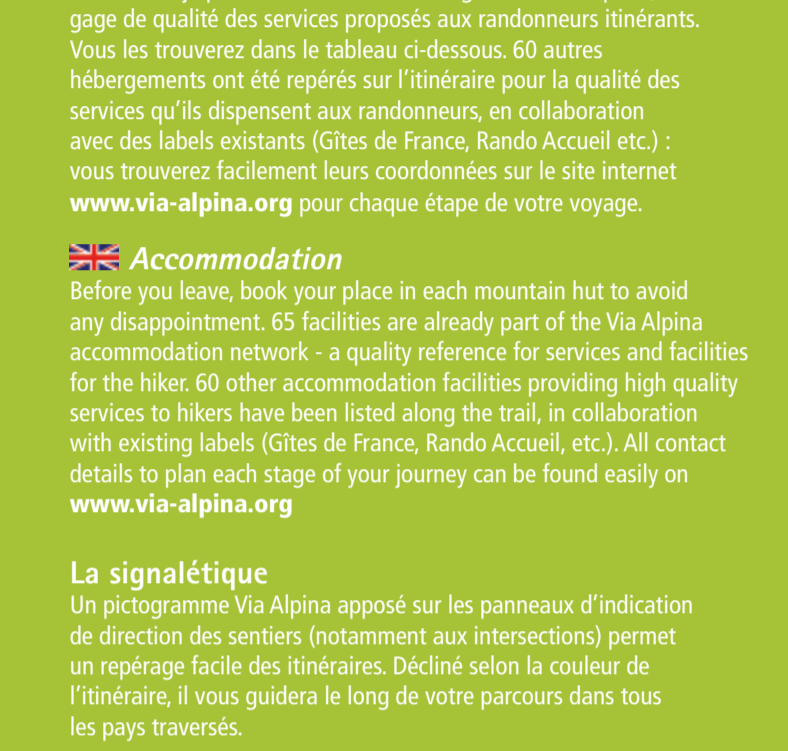 gage de qualité des services proposés aux randonneurs itinérants.
Vous les trouverez dans le tableau ci-dessous. 60 autres
hébergements ont été repérés sur l’itinéraire pour la qualité des
services qu’ils dispensent aux randonneurs, en collaboration
avec des labels existants (Gîtes de France, Rando Accueil etc.) :
vous trouverez facilement leurs coordonnées sur le site internet
www.via-alpina.org pour chaque étape de votre voyage.
Accommodation
Before you leave, book your place in each mountain hut to avoid
any disappointment. 65 facilities are already part of the Via Alpina
accommodation network - a quality reference for services and facilities
for the hiker. 60 other accommodation facilities providing high quality
services to hikers have been listed along the trail, in collaboration
with existing labels (Gîtes de France, Rando Accueil, etc.). All contact
details to plan each stage of your journey can be found easily on
www.via-alpina.org
La signalétique
Un pictogramme Via Alpina apposé sur les panneaux d’indication
de direction des sentiers (notamment aux intersections) permet
un repérage facile des itinéraires. Décliné selon la couleur de
l’itinéraire, il vous guidera le long de votre parcours dans tous
les pays traversés.